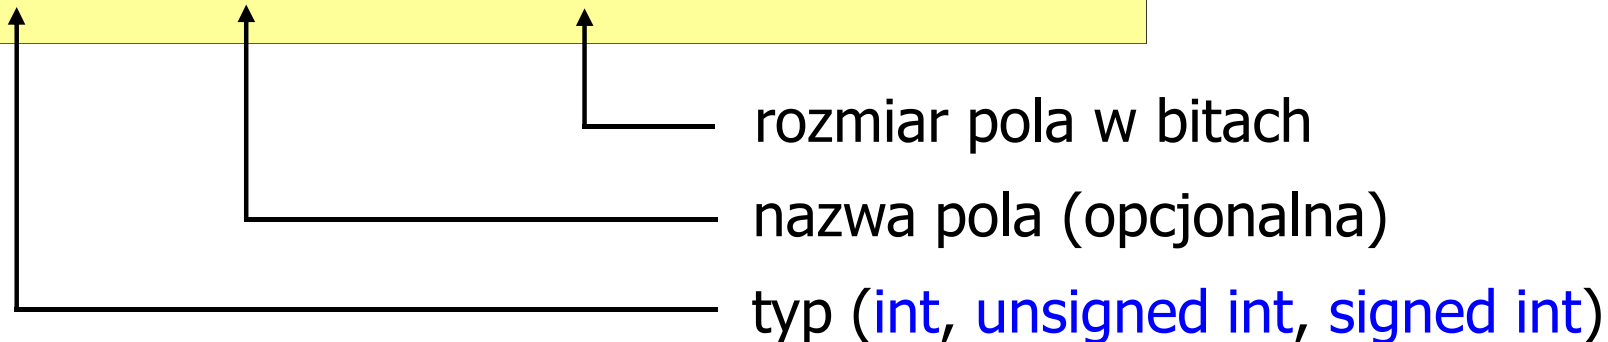 rozmiar pola w bitach
nazwa pola (opcjonalna)
typ (int, unsigned int, signed int)